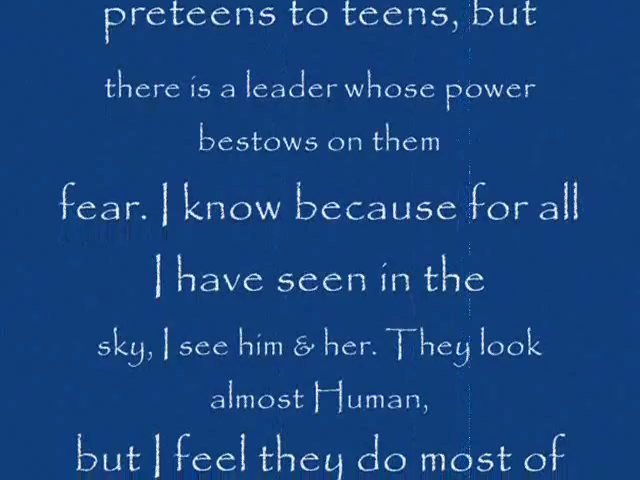 preteens to teens, but
there is a leader whose power
bestows on them
fear. I know because for all
I have seen in the
sky, I see him & her. They look
almost Human,
but I feel they do most of